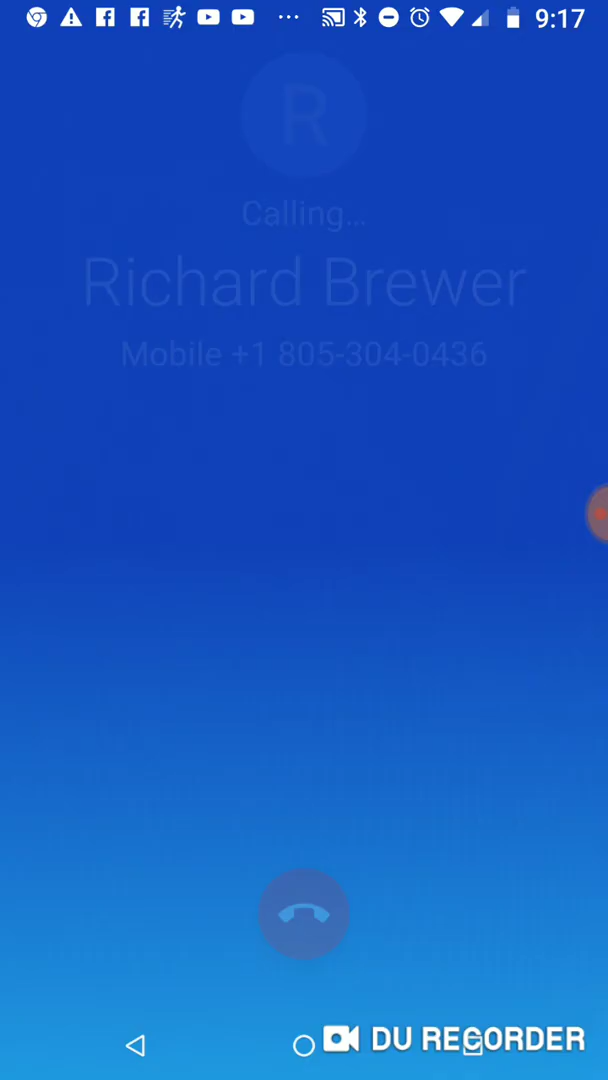 9:17
R
Calling...
Richard Brewer
Mobile +1 805-304-0436
DU RECORDER